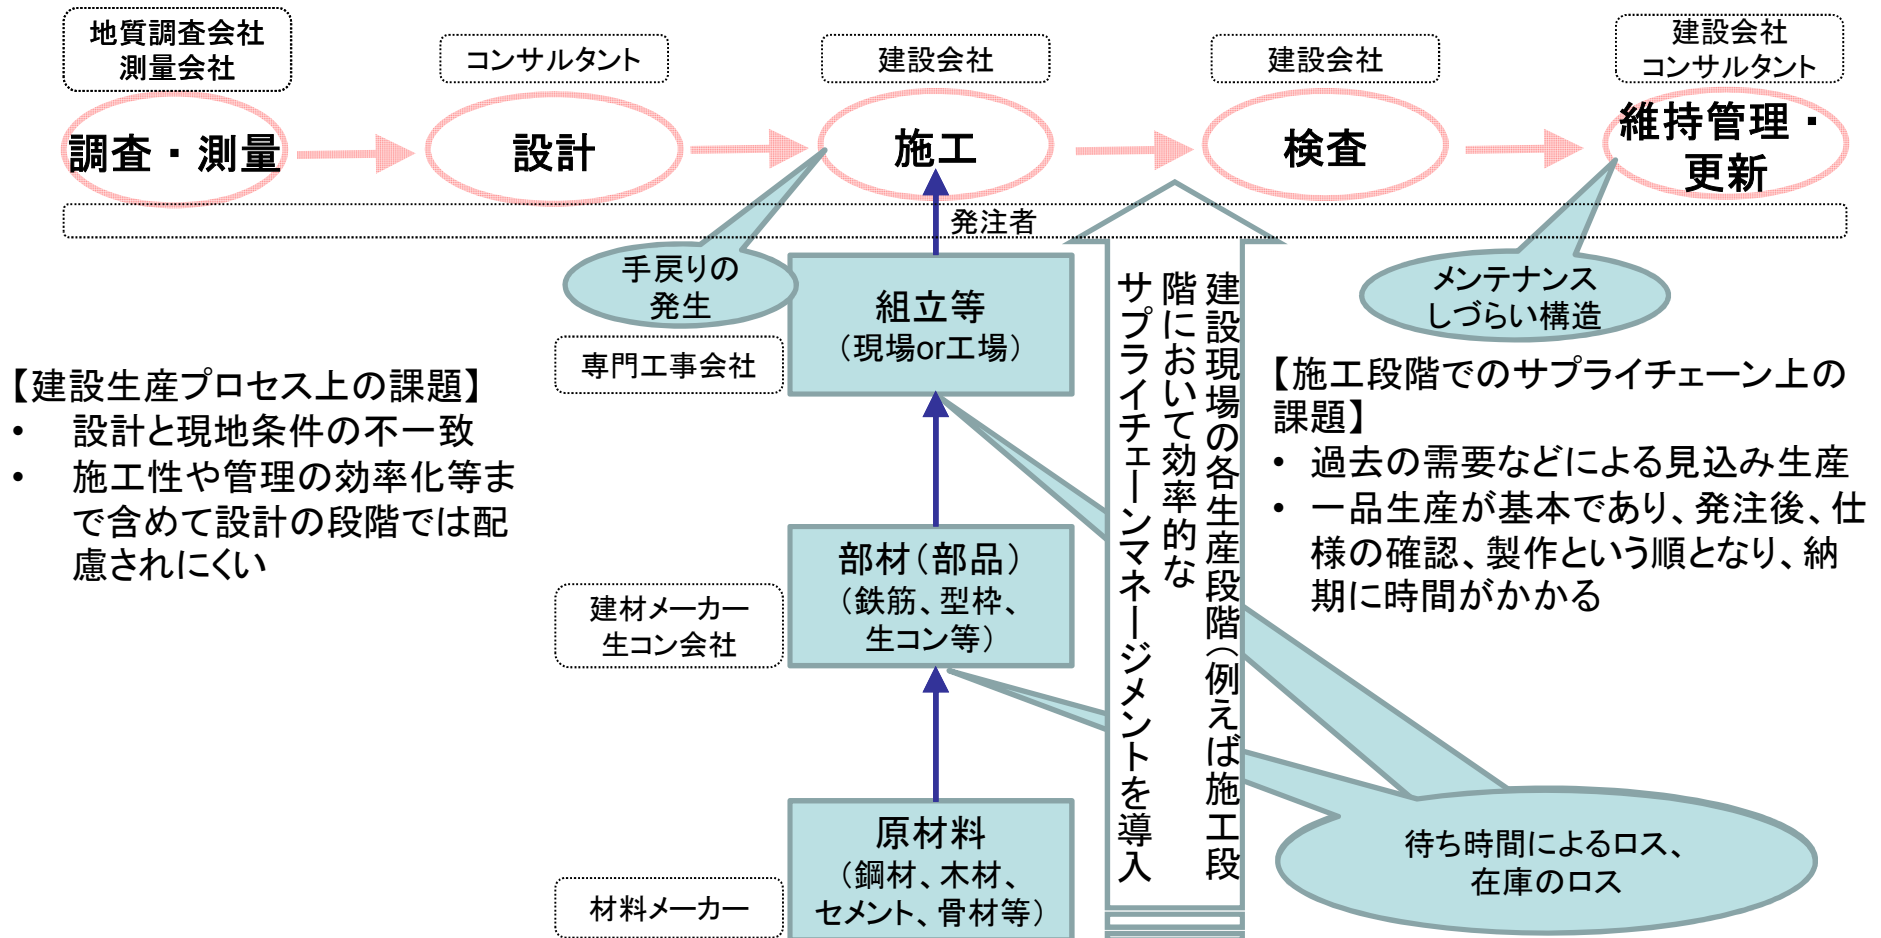 地質調査会社
測量会社
コンサルタント
建設会社
建設会社
建設会社
コンサルタント
調査・測量
設計
施工
検査
維持管理・
更新
発注者
手戻りの
発生
メンテナンス
しづらい構造
組立等
（現場or工場）
専門工事会社
【建設生産プロセス上の課題】
• 設計と現地条件の不一致
• 施工性や管理の効率化等ま
で含めて設計の段階では配
慮されにくい
建設現場の各生産段階（例えば施工段
階において効率的な
サプライチェーンマネージメントを導入
【施工段階でのサプライチェーン上の
課題】
• 過去の需要などによる見込み生産
• 一品生産が基本であり、発注後、仕
様の確認、製作という順となり、納
期に時間がかかる
部材（部品）
（鉄筋、型枠、
生コン等）
建材メーカー
生コン会社
原材料
（鋼材、木材、
セメント、骨材等）
材料メーカー
待ち時間によるロス、
在庫のロス